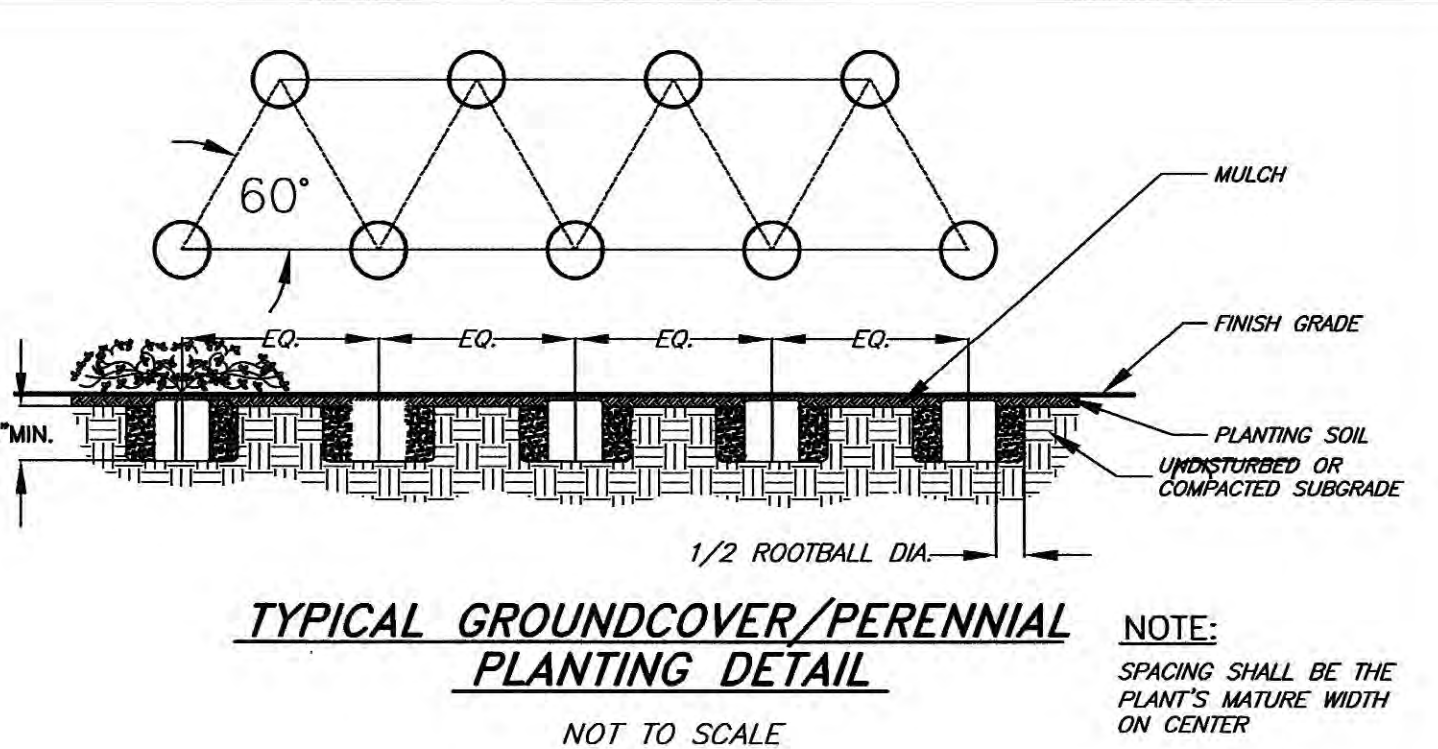 60°
MULCH
EQ. EQ. EQ. EQ.
FINISH GRADE
"MIN.
PLANTING SOIL
UNDISTURBED OR
COMPACTED SUBGRADE
1/2 ROOTBALL DIA.
TYPICAL GROUNDCOVER/PERENNIAL
PLANTING DETAIL
NOT TO SCALE
NOTE:
SPACING SHALL BE THE
PLANT'S MATURE WIDTH
ON CENTER